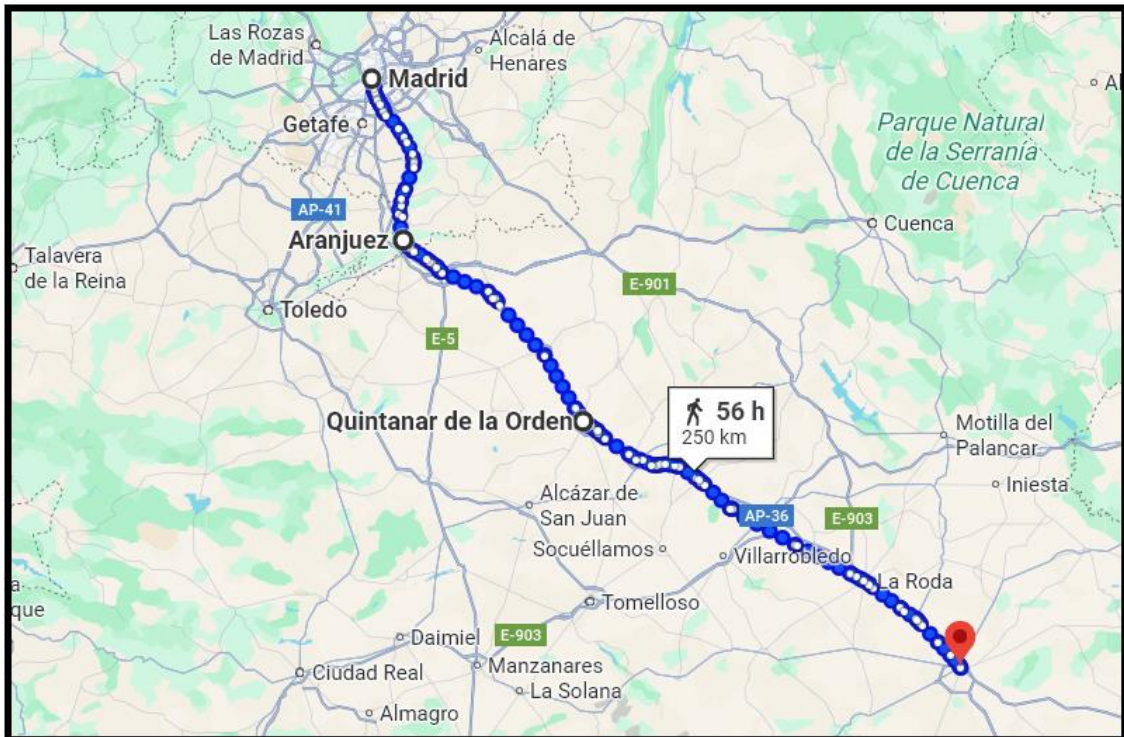 Las Rozas
de Madrid
Alcalá de
Henares
Madrid
Getafe
Parque Natural
de la Serranía
de Cuenca
AP-41
Cuenca
Aranjuez
Talavera
de la Reina
E-901
Toledo
E-5
Quintanar de la Orden
56 h
250 km
Motilla del
Palancar
Alcázar de
San Juan
Iniesta
AP-36
E-903
Socuéllamos
Villarrobledo
La Roda
que
Tomelloso
Daimiel
E-903
Manzanares
Ciudad Real
La Solana
Almagro